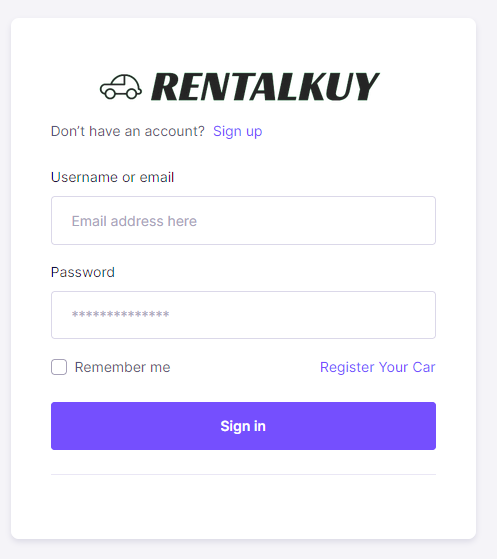 RENTALKUY
Don't have an account? Sign up
Username or email
Email address here
Password
**************
Remember me Register Your Car
Sign in